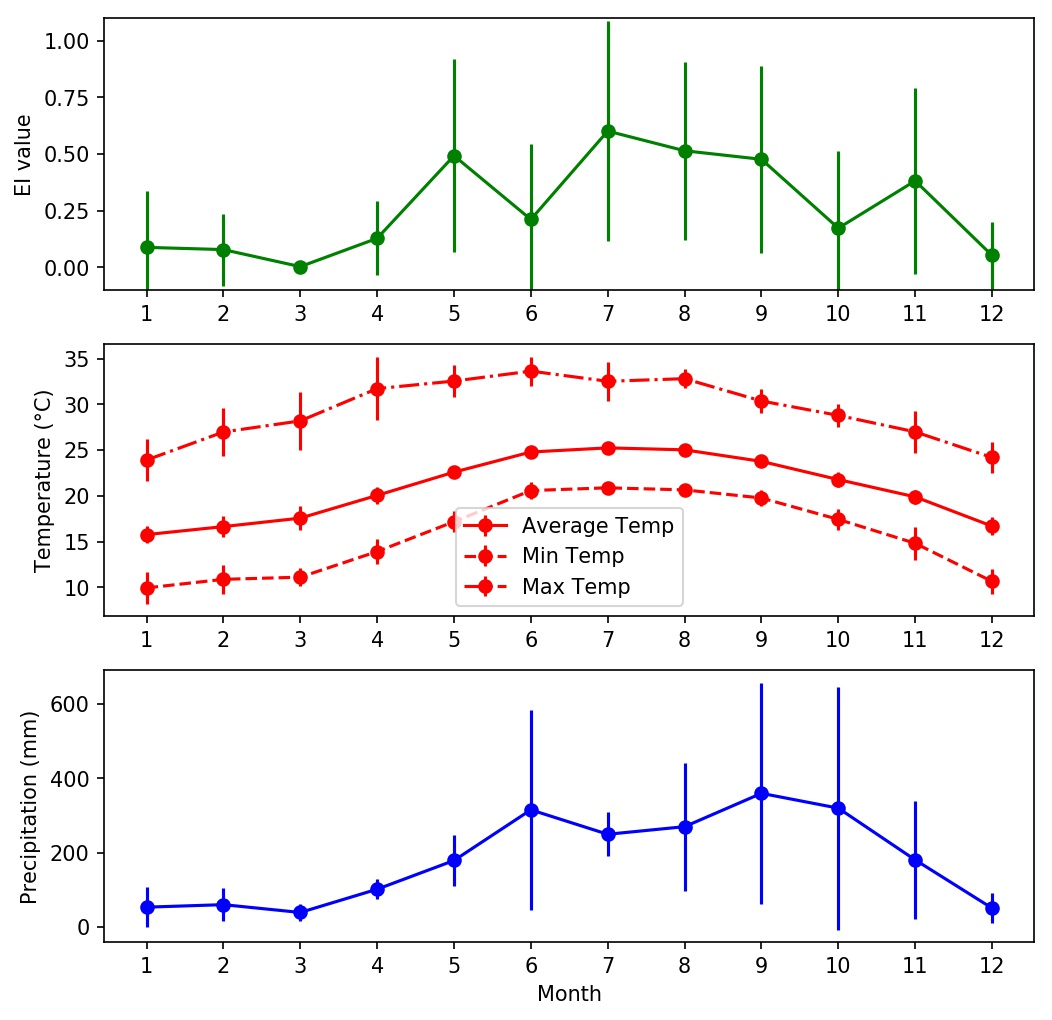 EI value
1.00
0.75
0.50
0.25
0.00
1 2 3 4 5 6 7 8 9 10 11 12
Temperature (°C)
35
30
25
20
15
10
Average Temp
Min Temp
Max Temp
1 2 3 4 5 6 7 8 9 10 11 12
Precipitation (mm)
600
400
200
0
1 2 3 4 5 6 7 8 9 10 11 12
Month